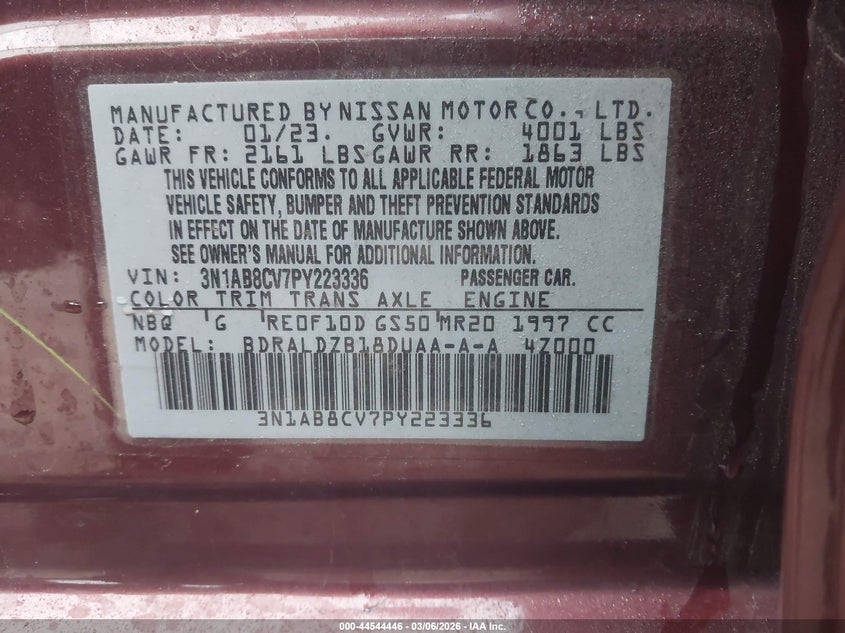 MANUFACTURED BY NISSAN MOTOR CO., LTD.
DATE: 01/23. GVWR: 4001 LBS
GAWR FR: 2161 LBS GAWR RR: 1863 LBS
THIS VEHICLE CONFORMS TO ALL APPLICABLE FEDERAL MOTOR
VEHICLE SAFETY, BUMPER AND THEFT PREVENTION STANDARDS
IN EFFECT ON THE DATE OF MANUFACTURE SHOWN ABOVE.
SEE OWNER'S MANUAL FOR ADDITIONAL INFORMATION.
VIN: 3N1AB8CV7PY223336 PASSENGER CAR.
COLOR TRIM TRANS AXLE ENGINE
NBQ G RE0F10D GS50 MR20 1997 CC
MODEL: BDRALDZB18DUAA-A-A 4Z000
3N1AB8CV7PY223336
000-44544446 - 03/06/2026 - IAA Inc.